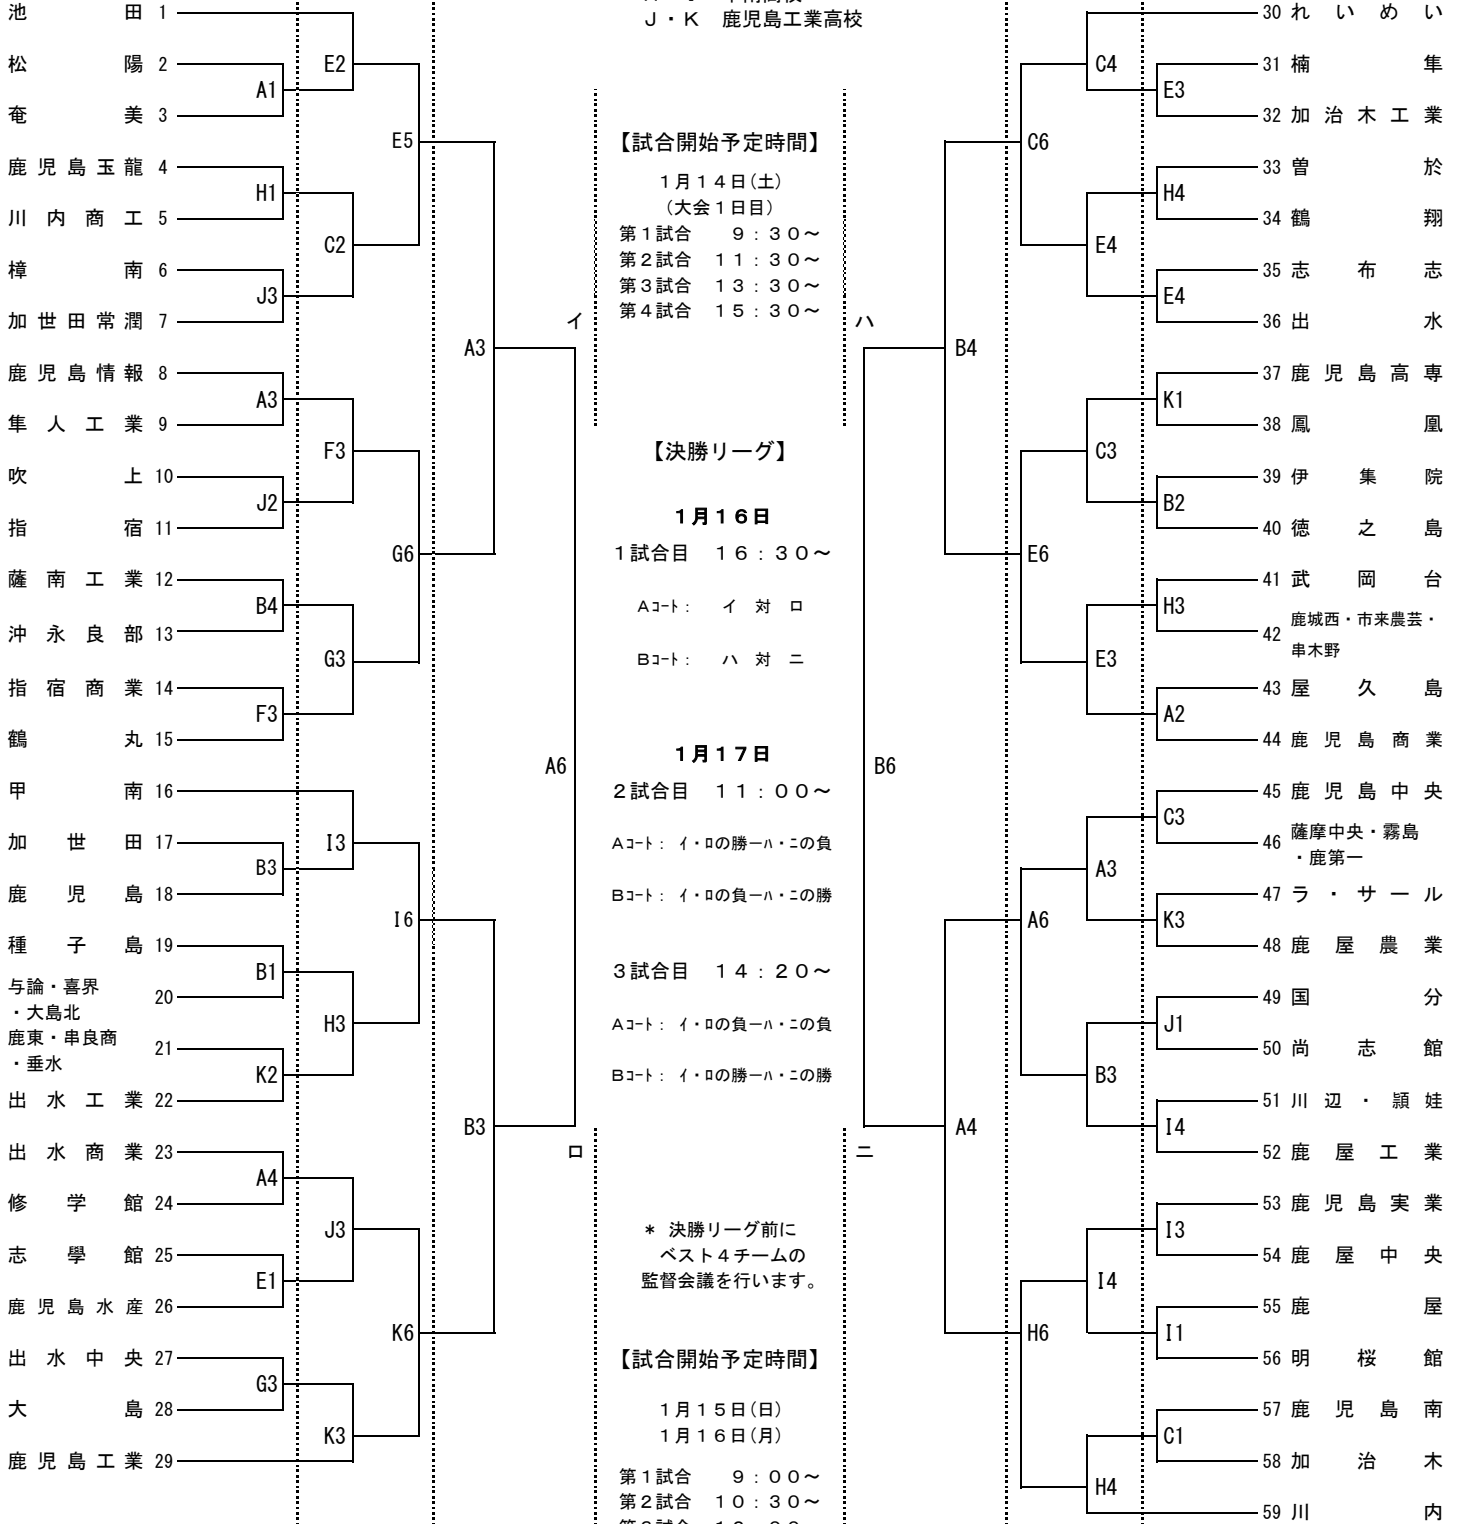 J・K 鹿児島工業高校
池田 1
松陽 2
奄美 3
鹿児島玉龍 4
川内商工 5
樟南 6
加世田常潤 7
鹿児島情報 8
隼人工業 9
吹上 10
指宿 11
薩南工業 12
沖永良部 13
指宿商業 14
鶴丸 15
甲南 16
加世田 17
鹿児島 18
種子島 19
与論・喜界
・大島北 20
鹿東・串良商
・垂水 21
出水工業 22
出水商業 23
修学館 24
志學館 25
鹿児島水産 26
出水中央 27
大島 28
鹿児島工業 29
A1
H1
J3
A3
J2
B4
F3
B3
B1
K2
A4
E1
G3
E2
C2
F3
G3
I3
H3
J3
K3
E5
G6
I6
K6
A3
B3
A6
イ
ロ
【試合開始予定時間】
1月14日(土)
(大会1日目)
第1試合 9:30~
第2試合 11:30~
第3試合 13:30~
第4試合 15:30~
【決勝リーグ】
1月16日
1試合目 16:30~
Aコート: イ 対 ロ
Bコート: ハ 対 ニ
1月17日
2試合目 11:00~
Aコート: イ・ロの勝ーハ・ニの負
Bコート: イ・ロの負ーハ・ニの勝
3試合目 14:20~
Aコート: イ・ロの負ーハ・ニの負
Bコート: イ・ロの勝ーハ・ニの勝
* 決勝リーグ前に
ベスト4チームの
監督会議を行います。
【試合開始予定時間】
1月15日(日)
1月16日(月)
第1試合 9:00~
第2試合 10:30~
ハ
ニ
B6
B4
A4
C6
E6
A6
H6
C4
E4
C3
E3
A3
B3
I4
H4
E3
H4
E4
K1
B2
H3
A2
C3
K3
J1
I4
I3
I1
C1
30 れいめい
31 楠隼
32 加治木工業
33 曽於
34 鶴翔
35 志布志
36 出水
37 鹿児島高専
38 鳳凰
39 伊集院
40 徳之島
41 武岡台
42 鹿城西・市来農芸・
串木野
43 屋久島
44 鹿児島商業
45 鹿児島中央
46 薩摩中央・霧島
・鹿第一
47 ラ・サール
48 鹿屋農業
49 国分
50 尚志館
51 川辺・頴娃
52 鹿屋工業
53 鹿児島実業
54 鹿屋中央
55 鹿屋
56 明桜館
57 鹿児島南
58 加治木
59 川内